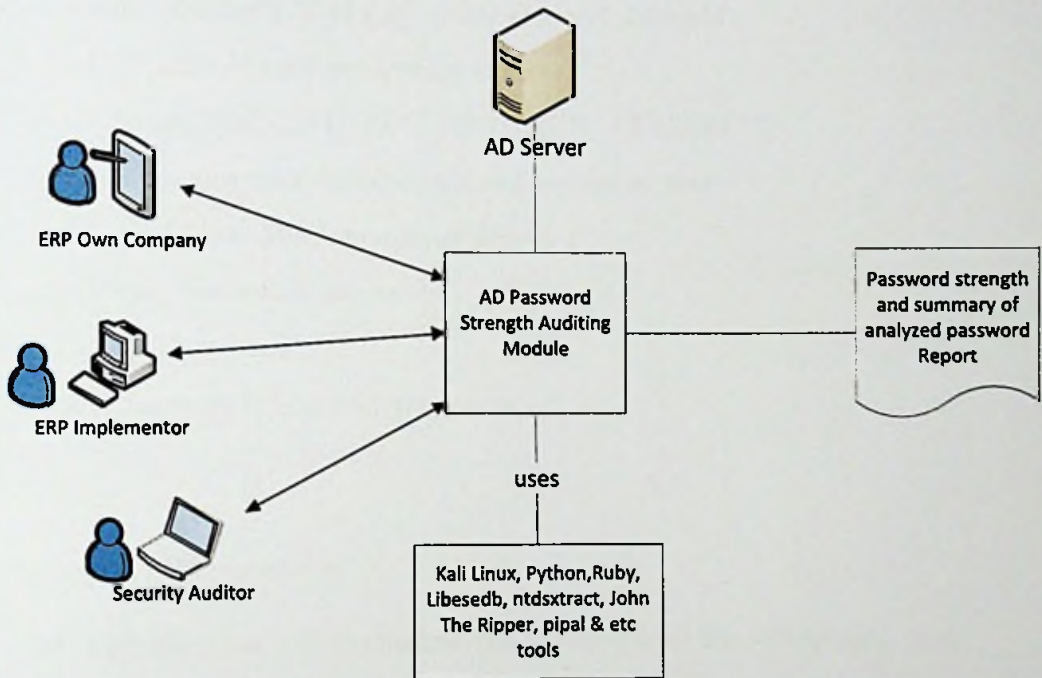 AD Server
ERP Own Company
AD Password
Strength Auditing
Module
Password strength
and summary of
analyzed password
Report
ERP Implementor
uses
Security Auditor
Kali Linux, Python,Ruby,
Libesedb, ntdsxtract, John
The Ripper, pipal & etc
tools